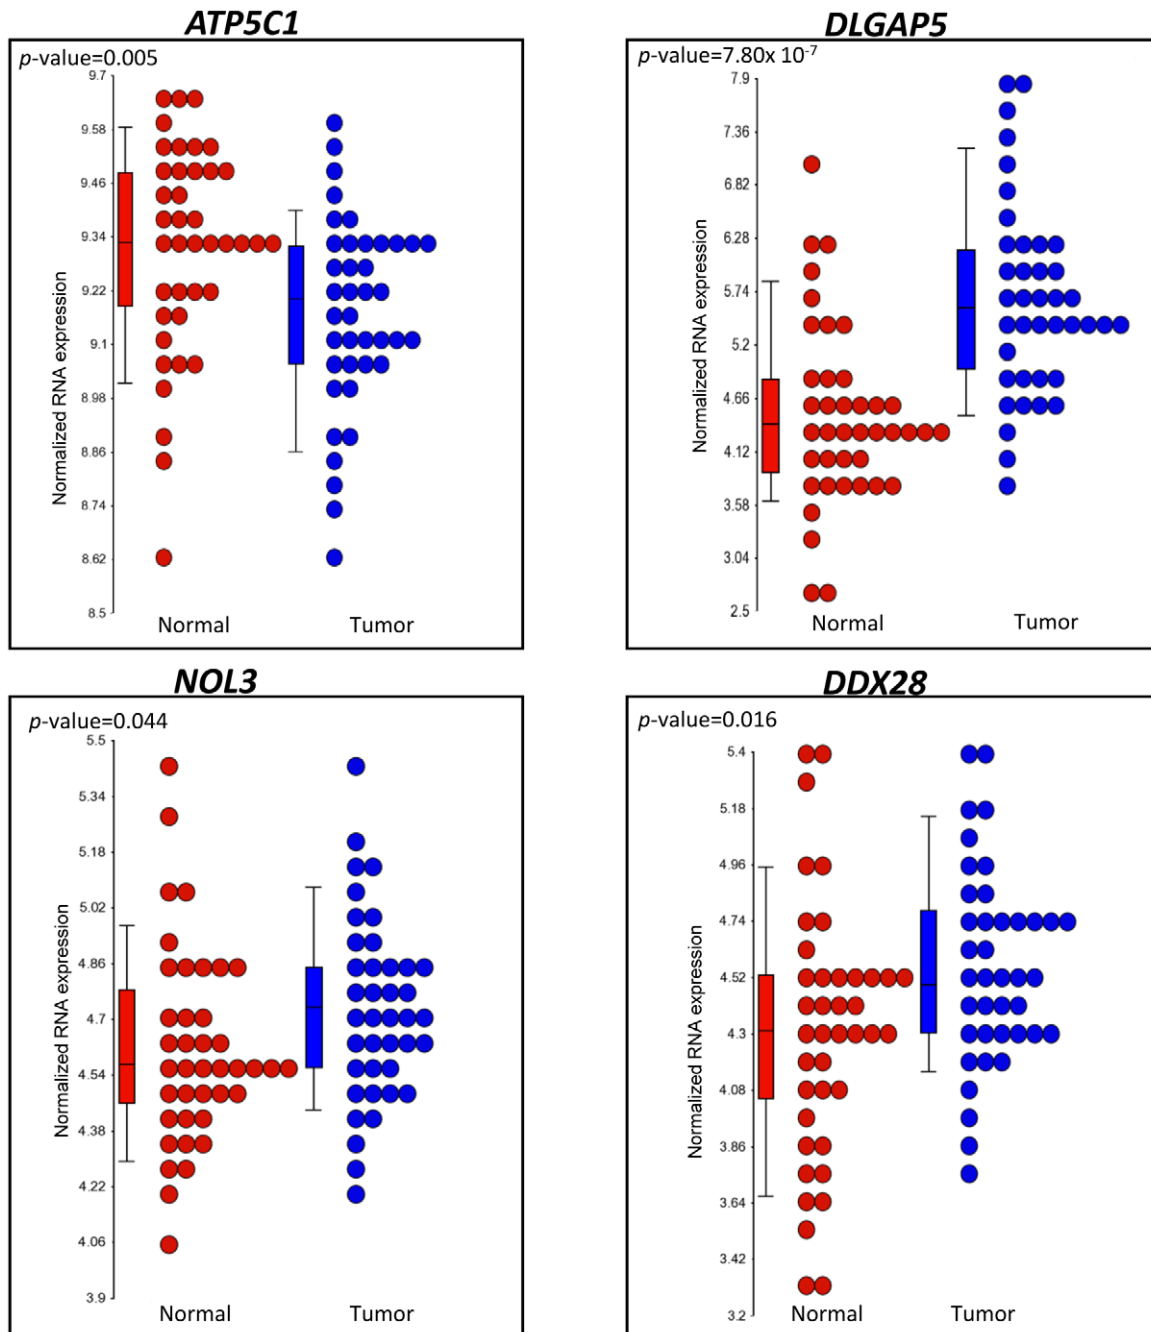 ATP5C1
p-value=0.005
9.7
9.58
9.46
9.34
9.22
9.1
8.98
8.86
8.74
8.62
8.5
Normalized RNA expression
Normal
Tumor
DLGAP5
p-value=7.80x 10-7
7.9
7.36
6.82
6.28
5.74
5.2
4.66
4.12
3.58
3.04
2.5
Normalized RNA expression
Normal
Tumor
NOL3
p-value=0.044
5.5
5.34
5.18
5.02
4.86
4.7
4.54
4.38
4.22
4.06
3.9
Normalized RNA expression
Normal
Tumor
DDX28
p-value=0.016
5.4
5.18
4.96
4.74
4.52
4.3
4.08
3.86
3.64
3.42
3.2
Normalized RNA expression
Normal
Tumor